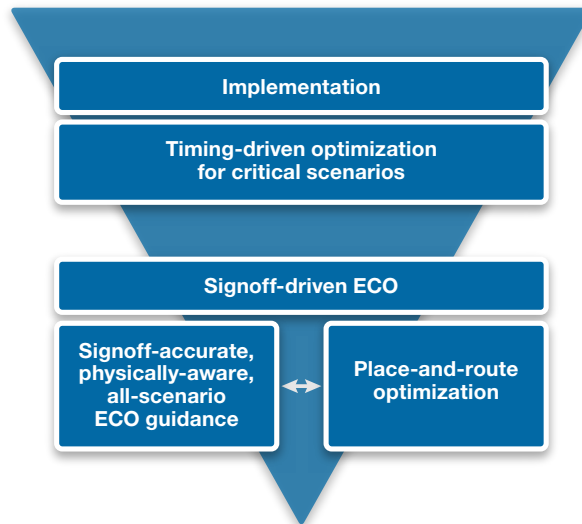 Implementation
Timing-driven optimization
for critical scenarios
Signoff-driven ECO
Signoff-accurate,
physically-aware,
all-scenario
ECO guidance
Place-and-route
optimization